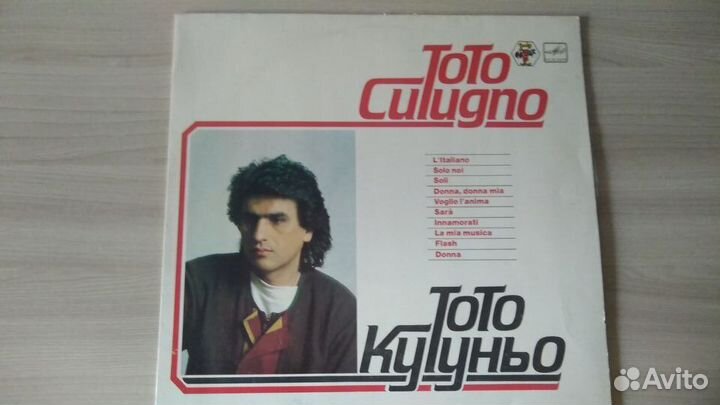 Toto
Cutugno
L'Italiano
Solo noi
Soli
Donna, donna mia
Voglio l'anima
Sarà
Innamorati
La mia musica
Flash
Donna
Тото
Кутуньо
Avito